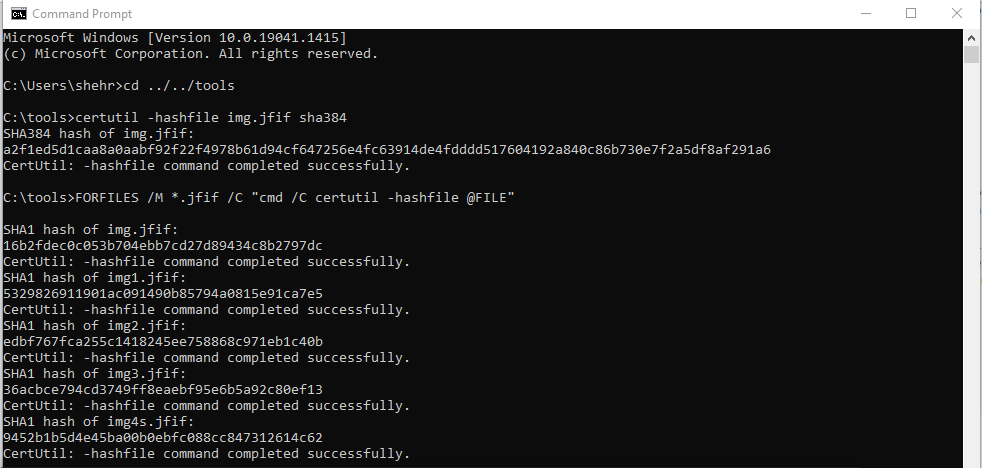 Command Prompt
Microsoft Windows [Version 10.0.19041.1415]
(c) Microsoft Corporation. All rights reserved.
C:\Users\shehr>cd ../../tools
C:\tools>certutil -hashfile img.jfif sha384
SHA384 hash of img.jfif:
a2f1ed5d1caa8a0aabf92f22f4978b61d94cf647256e4fc63914de4fdddd517604192a840c86b730e7f2a5df8af291a6
CertUtil: -hashfile command completed successfully.
C:\tools>FORFILES /M *.jfif /C "cmd /C certutil -hashfile @FILE"
SHA1 hash of img.jfif:
16b2fdec0c053b704ebb7cd27d89434c8b2797dc
CertUtil: -hashfile command completed successfully.
SHA1 hash of img1.jfif:
5329826911901ac091490b85794a0815e91ca7e5
CertUtil: -hashfile command completed successfully.
SHA1 hash of img2.jfif:
edbf767fca255c1418245ee758868c971eb1c40b
CertUtil: -hashfile command completed successfully.
SHA1 hash of img3.jfif:
36acbce794cd3749ff8eaebf95e6b5a92c80ef13
CertUtil: -hashfile command completed successfully.
SHA1 hash of img4s.jfif:
9452b1b5d4e45ba00b0ebfc088cc847312614c62
CertUtil: -hashfile command completed successfully.